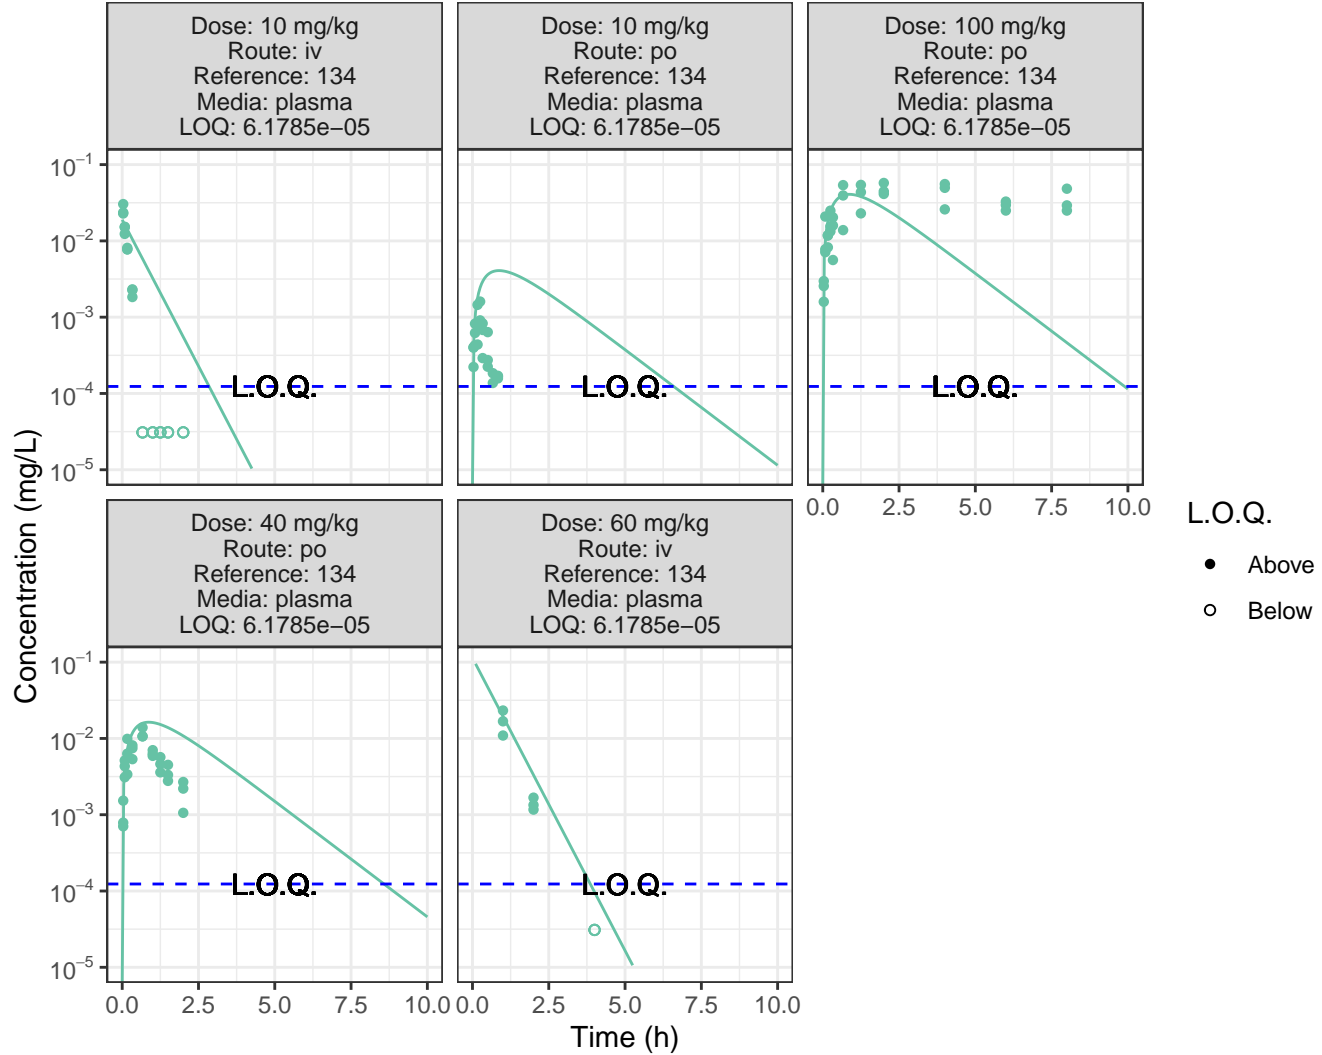 Dose: 10 mg/kg
Route: iv
Reference: 134
Media: plasma
LOQ: 6.1785e−05
Dose: 10 mg/kg
Route: po
Reference: 134
Media: plasma
LOQ: 6.1785e−05
Dose: 100 mg/kg
Route: po
Reference: 134
Media: plasma
LOQ: 6.1785e−05
10⁻¹
10⁻²
10⁻³
10⁻⁴
10⁻⁵
L.O.Q.
L.O.Q.
L.O.Q.
0.0 2.5 5.0 7.5 10.0
Dose: 40 mg/kg
Route: po
Reference: 134
Media: plasma
LOQ: 6.1785e−05
Dose: 60 mg/kg
Route: iv
Reference: 134
Media: plasma
LOQ: 6.1785e−05
10⁻¹
10⁻²
10⁻³
10⁻⁴
10⁻⁵
L.O.Q.
L.O.Q.
0.0 2.5 5.0 7.5 10.0
0.0 2.5 5.0 7.5 10.0
Time (h)
Concentration (mg/L)
L.O.Q.
Above
Below